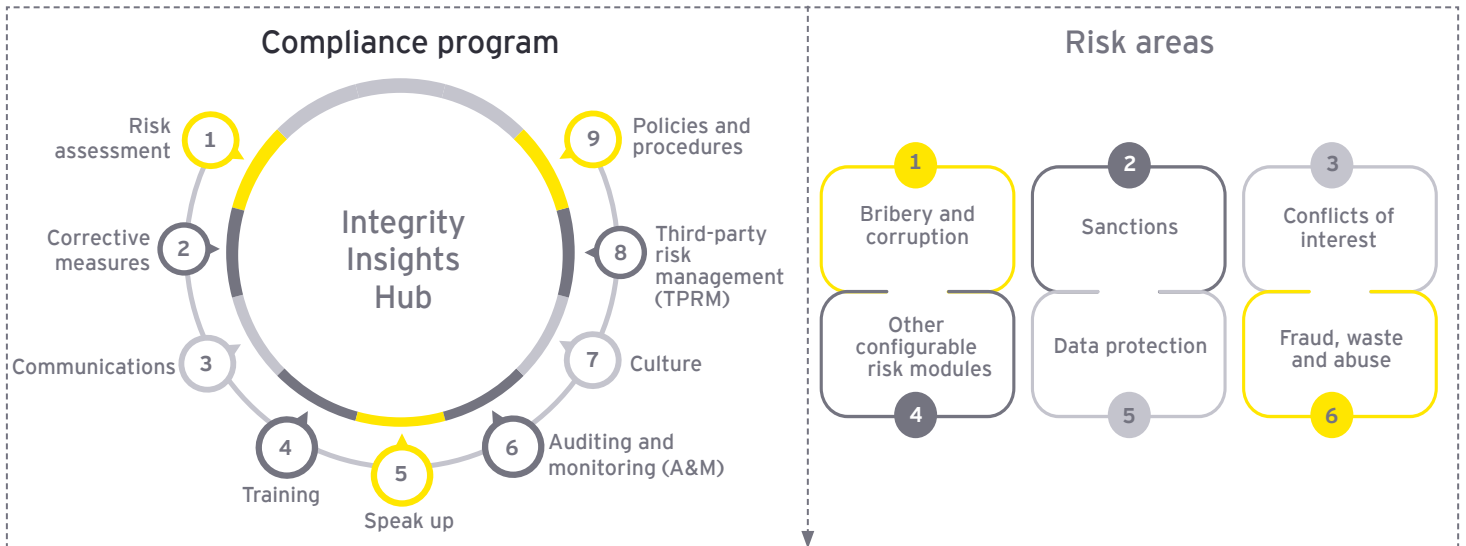 Compliance program
1
Risk
assessment
2
Corrective
measures
3
Communications
4
Training
5
Speak up
6
Auditing and
monitoring (A&M)
7
Culture
8
Third-party
risk
management
(TPRM)
9
Policies and
procedures
Integrity
Insights
Hub
Risk areas
1
Bribery and
corruption
2
Sanctions
3
Conflicts of
interest
Other
configurable
risk modules
4
Data protection
5
Fraud, waste
and abuse
6